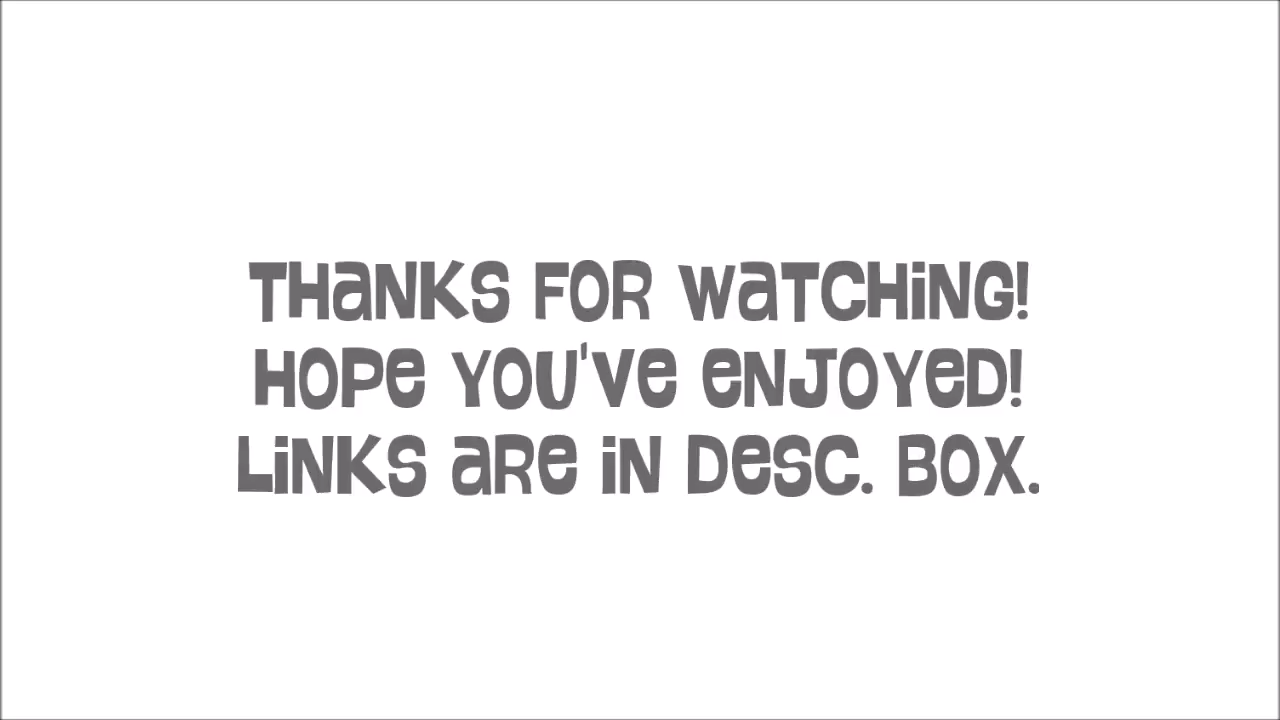 THANKS FOR WATCHING!
HOPE YOU'VE ENJOYED!
LINKS ARE IN DESC. BOX.